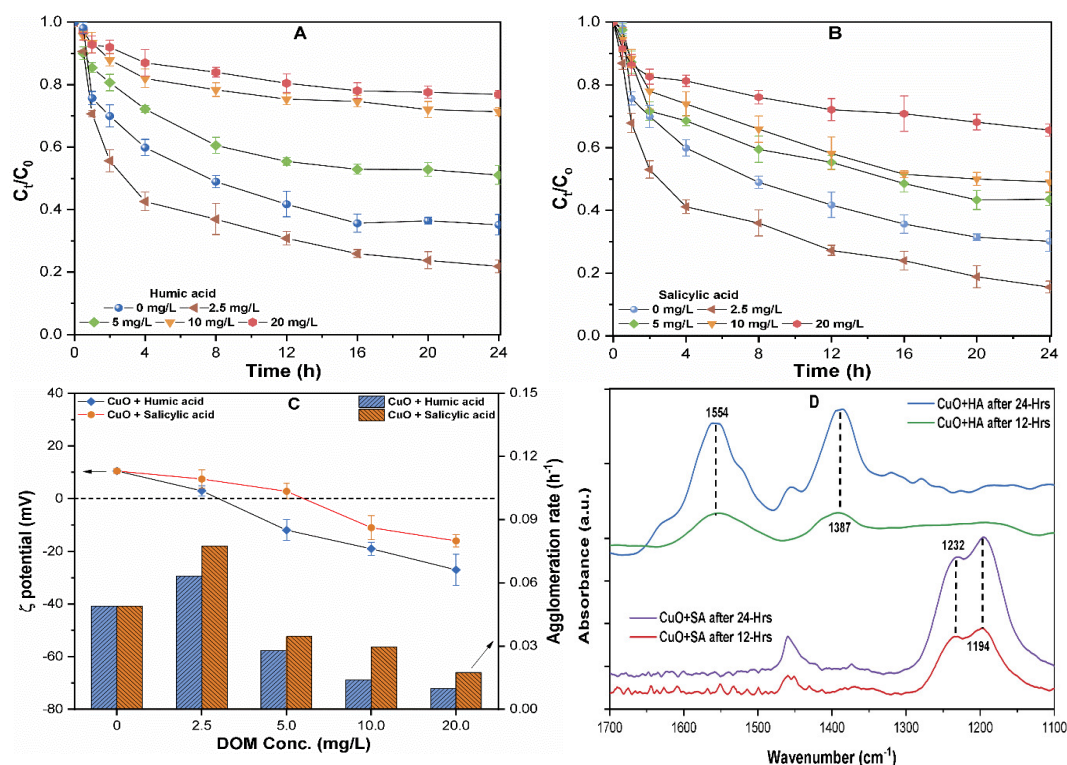 A
1.0
0.8
0.6
0.4
0.2
0.0
Ct/C0
Humic acid
0 mg/L 2.5 mg/L
5 mg/L 10 mg/L 20 mg/L
0 4 8 12 16 20 24
Time (h)
B
1.0
0.8
0.6
0.4
0.2
0.0
Ct/Co
Salicylic acid
0 mg/L 2.5 mg/L
5 mg/L 10 mg/L 20 mg/L
0 4 8 12 16 20 24
Time (h)
C
CuO + Humic acid
CuO + Salicylic acid
CuO + Humic acid
CuO + Salicylic acid
40
20
0
-20
-40
-60
-80
ζ potential (mV)
0.15
0.12
0.09
0.06
0.03
0.00
Agglomeration rate (h-1)
0 2.5 5.0 10.0 20.0
DOM Conc. (mg/L)
D
CuO+HA after 24-Hrs
CuO+HA after 12-Hrs
1554
1387
1232
1194
CuO+SA after 24-Hrs
CuO+SA after 12-Hrs
Absorbance (a.u.)
1700 1600 1500 1400 1300 1200 1100
Wavenumber (cm-1)